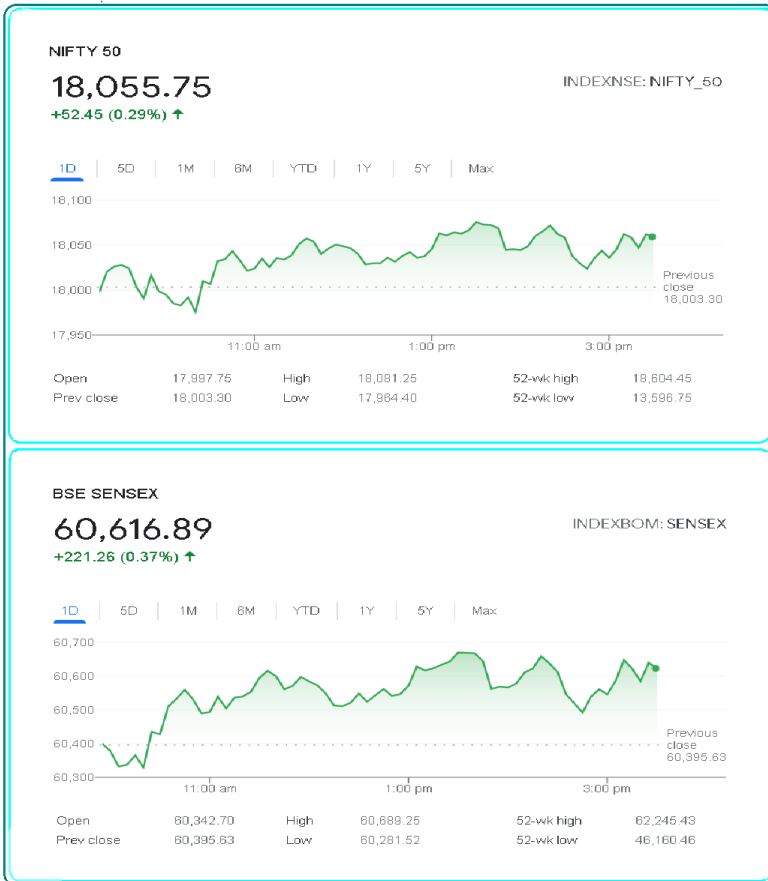 NIFTY 50
18,055.75
INDEXNSE: NIFTY_50
+52.45 (0.29%) ↑
1D 5D 1M 6M YTD 1Y 5Y Max
18,100
18,050
18,000
17,950
Previous
close
18,003.30
11:00 am 1:00 pm 3:00 pm
Open 17,997.75 High 18,081.25 52-wk high 18,604.45
Prev close 18,003.30 Low 17,964.40 52-wk low 13,596.75
BSE SENSEX
60,616.89
INDEXBOM: SENSEX
+221.26 (0.37%) ↑
1D 5D 1M 6M YTD 1Y 5Y Max
60,700
60,600
60,500
60,400
60,300
Previous
close
60,395.63
11:00 am 1:00 pm 3:00 pm
Open 60,342.70 High 60,689.25 52-wk high 62,245.43
Prev close 60,395.63 Low 60,281.52 52-wk low 46,160.46